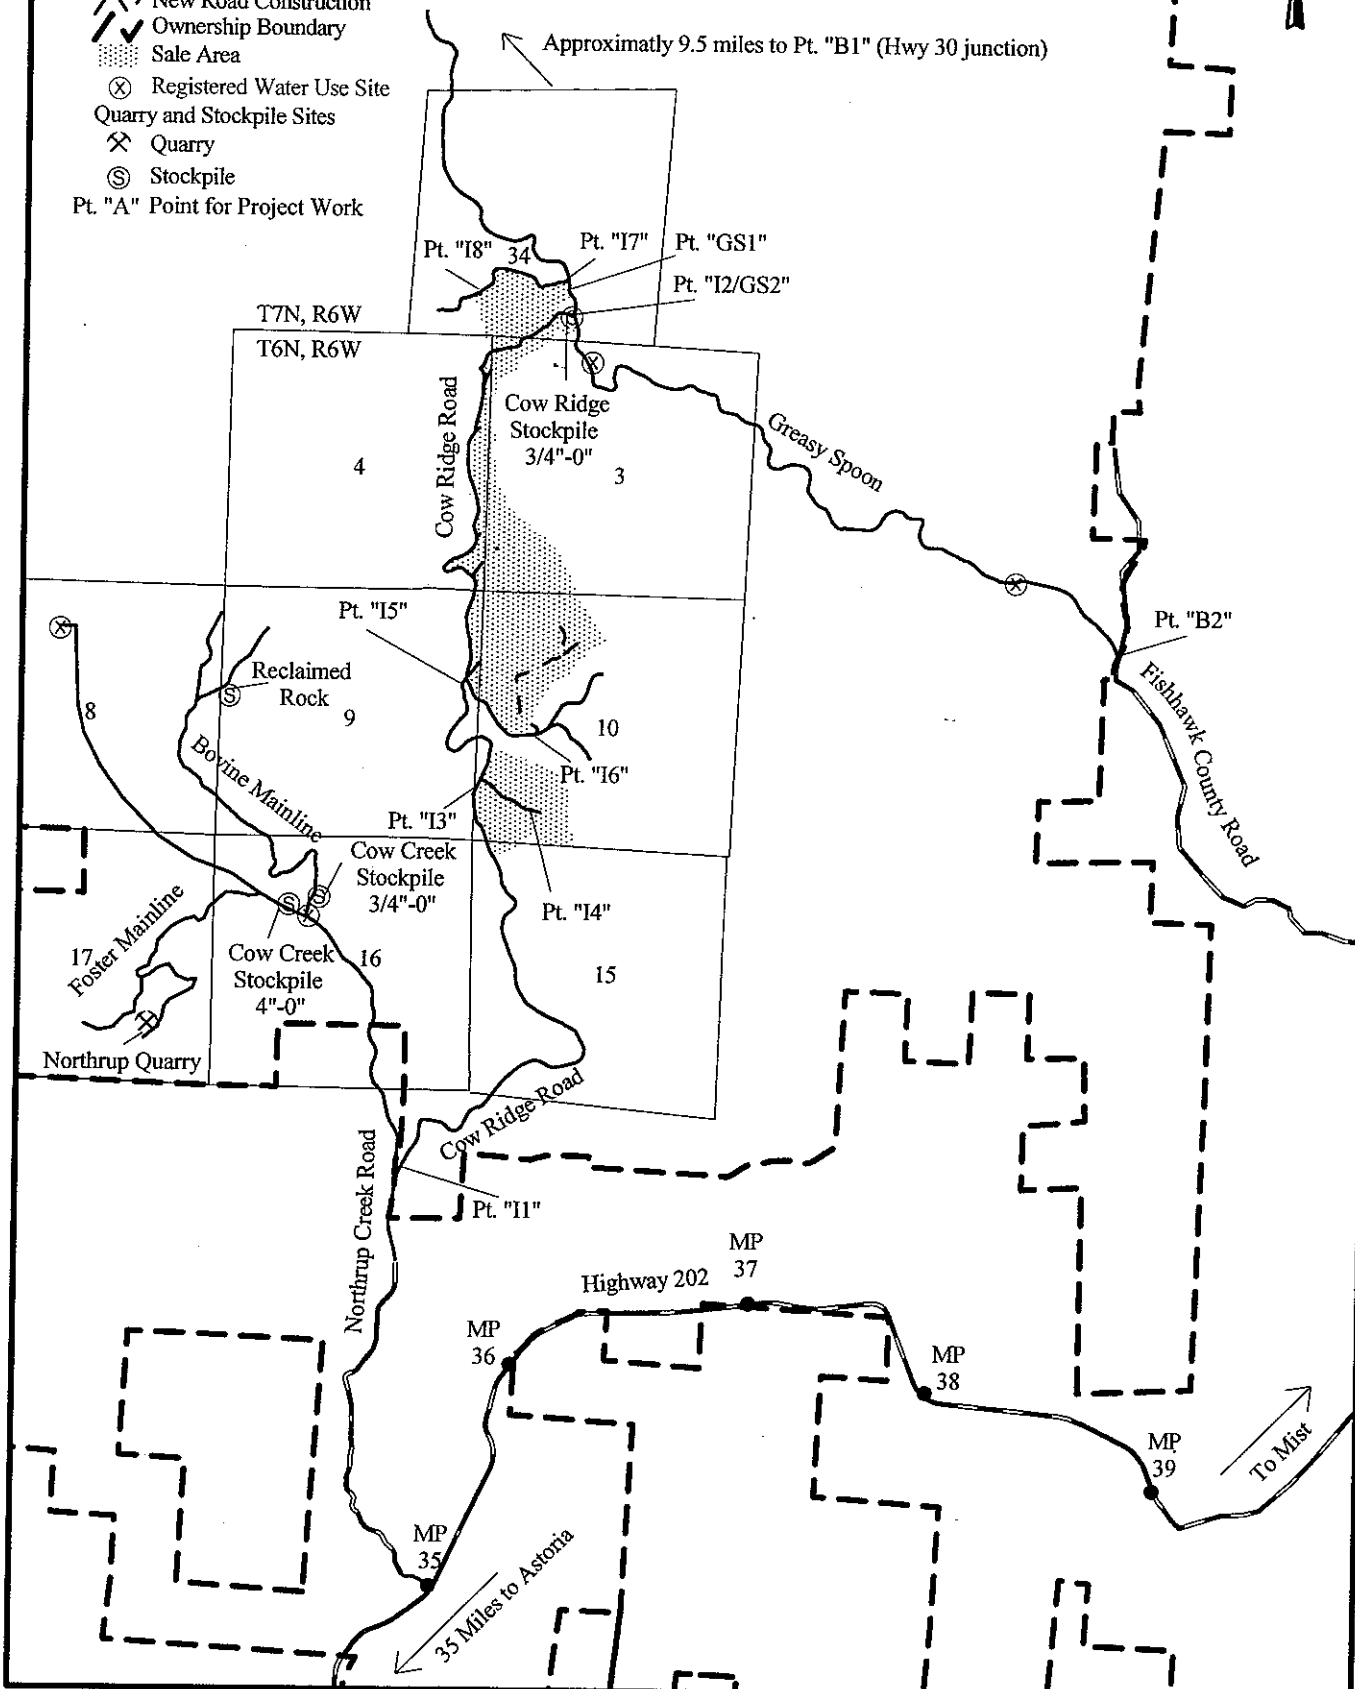 New Road Construction
Ownership Boundary
Sale Area
Registered Water Use Site
Quarry and Stockpile Sites
Quarry
S Stockpile
Pt. "A" Point for Project Work
Approximatly 9.5 miles to Pt. "B1" (Hwy 30 junction)
Pt. "I8"
34
Pt. "I7"
Pt. "GS1"
Pt. "I2/GS2"
T7N, R6W
T6N, R6W
Cow Ridge Road
Cow Ridge
Stockpile
3/4"-0"
4
3
Greasy Spoon
Pt. "I5"
Pt. "B2"
Reclaimed
Rock
S
8
9
10
Fishhawk County Road
Bovine Mainline
Pt. "I6"
Pt. "I3"
Cow Creek
Stockpile
3/4"-0"
S
S
Pt. "I4"
Foster Mainline
17
Cow Creek
Stockpile
4"-0"
16
15
Northrup Quarry
Cow Ridge Road
Northrup Creek Road
Pt. "I1"
MP
37
Highway 202
MP
36
MP
38
MP
39
To Mist
MP
35
35 Miles to Astoria